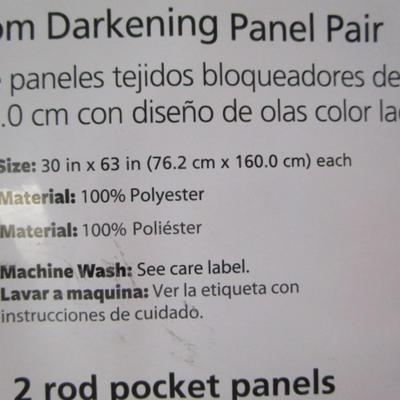 Darkening Panel Pair
paneles tejidos bloqueadores de
.0 cm con diseño de olas color
Size: 30 in x 63 in (76.2 cm x 160.0 cm) each
Material: 100% Polyester
Material: 100% Poliéster
Machine Wash: See care label.
Lavar a maquina: Ver la etiqueta con
instrucciones de cuidado.
2 rod pocket panels